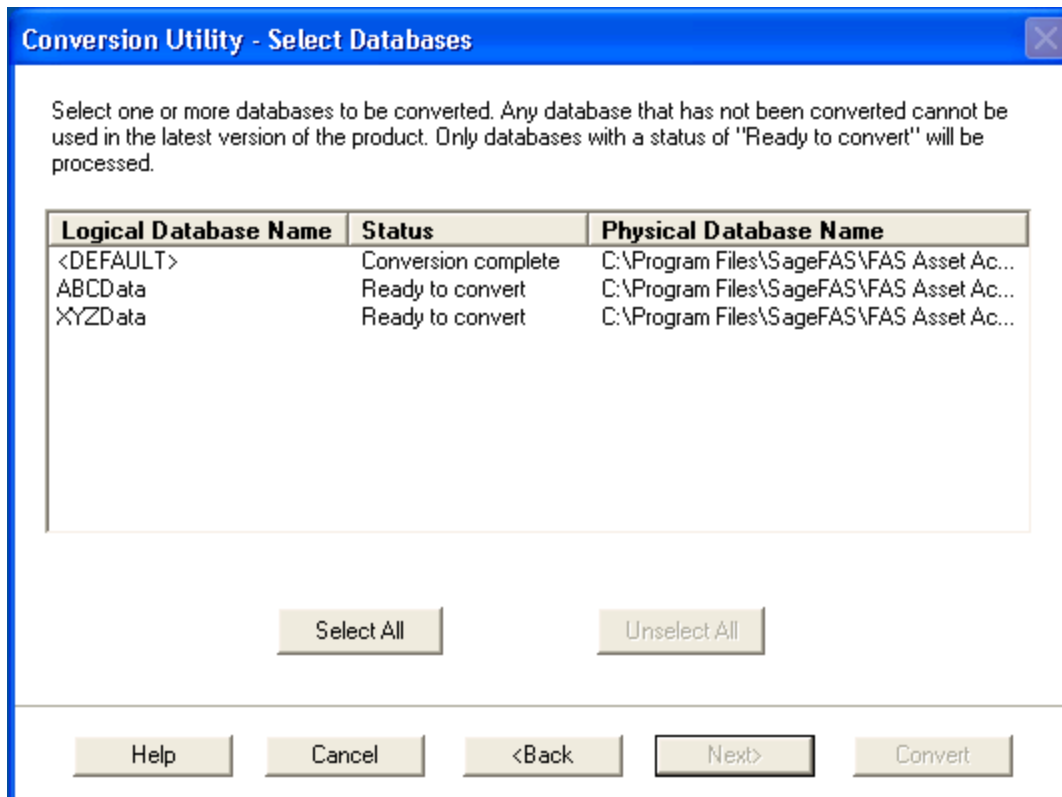 Conversion Utility - Select Databases
Select one or more databases to be converted. Any database that has not been converted cannot be
used in the latest version of the product. Only databases with a status of "Ready to convert" will be
processed.
Logical Database Name Status Physical Database Name
<DEFAULT> Conversion complete C:\Program Files\SageFAS\FAS Asset Ac...
ABCData Ready to convert C:\Program Files\SageFAS\FAS Asset Ac...
XYZData Ready to convert C:\Program Files\SageFAS\FAS Asset Ac...
Select All Unselect All
Help Cancel <Back Next> Convert